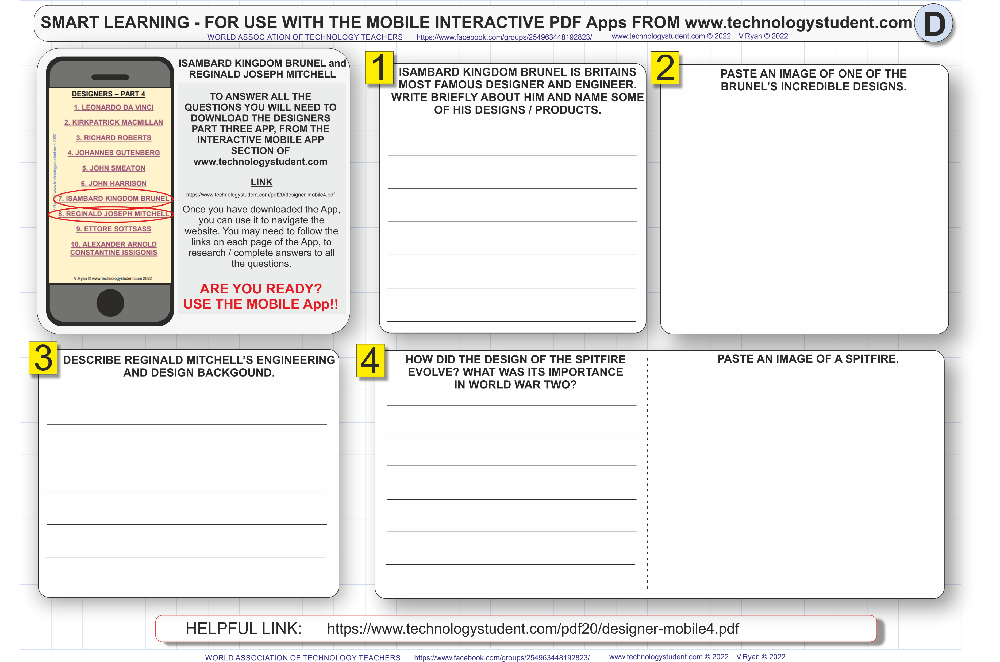 SMART LEARNING - FOR USE WITH THE MOBILE INTERACTIVE PDF Apps FROM www.technologystudent.com
D
WORLD ASSOCIATION OF TECHNOLOGY TEACHERS https://www.facebook.com/groups/254963448192823/ www.technologystudent.com © 2022 V.Ryan © 2022
DESIGNERS – PART 4
1. LEONARDO DA VINCI
2. KIRKPATRICK MACMILLAN
3. RICHARD ROBERTS
4. JOHANNES GUTENBERG
5. JOHN SMEATON
6. JOHN HARRISON
7. ISAMBARD KINGDOM BRUNEL
8. REGINALD JOSEPH MITCHELL
9. ETTORE SOTTSASS
10. ALEXANDER ARNOLD
CONSTANTINE ISSIGONIS
V.Ryan © www.technologystudent.com 2022
V.Ryan © www.technologystudent.com 2022
ISAMBARD KINGDOM BRUNEL and
REGINALD JOSEPH MITCHELL
TO ANSWER ALL THE
QUESTIONS YOU WILL NEED TO
DOWNLOAD THE DESIGNERS
PART THREE APP, FROM THE
INTERACTIVE MOBILE APP
SECTION OF
www.technologystudent.com
LINK
https://www.technologystudent.com/pdf20/designer-mobile4.pdf
Once you have downloaded the App,
you can use it to navigate the
website. You may need to follow the
links on each page of the App, to
research / complete answers to all
the questions.
ARE YOU READY?
USE THE MOBILE App!!
1
ISAMBARD KINGDOM BRUNEL IS BRITAINS
MOST FAMOUS DESIGNER AND ENGINEER.
WRITE BRIEFLY ABOUT HIM AND NAME SOME
OF HIS DESIGNS / PRODUCTS.
2
PASTE AN IMAGE OF ONE OF THE
BRUNEL’S INCREDIBLE DESIGNS.
3
DESCRIBE REGINALD MITCHELL’S ENGINEERING
AND DESIGN BACKGOUND.
4
HOW DID THE DESIGN OF THE SPITFIRE
EVOLVE? WHAT WAS ITS IMPORTANCE
IN WORLD WAR TWO?
PASTE AN IMAGE OF A SPITFIRE.
HELPFUL LINK: https://www.technologystudent.com/pdf20/designer-mobile4.pdf
WORLD ASSOCIATION OF TECHNOLOGY TEACHERS https://www.facebook.com/groups/254963448192823/ www.technologystudent.com © 2022 V.Ryan © 2022